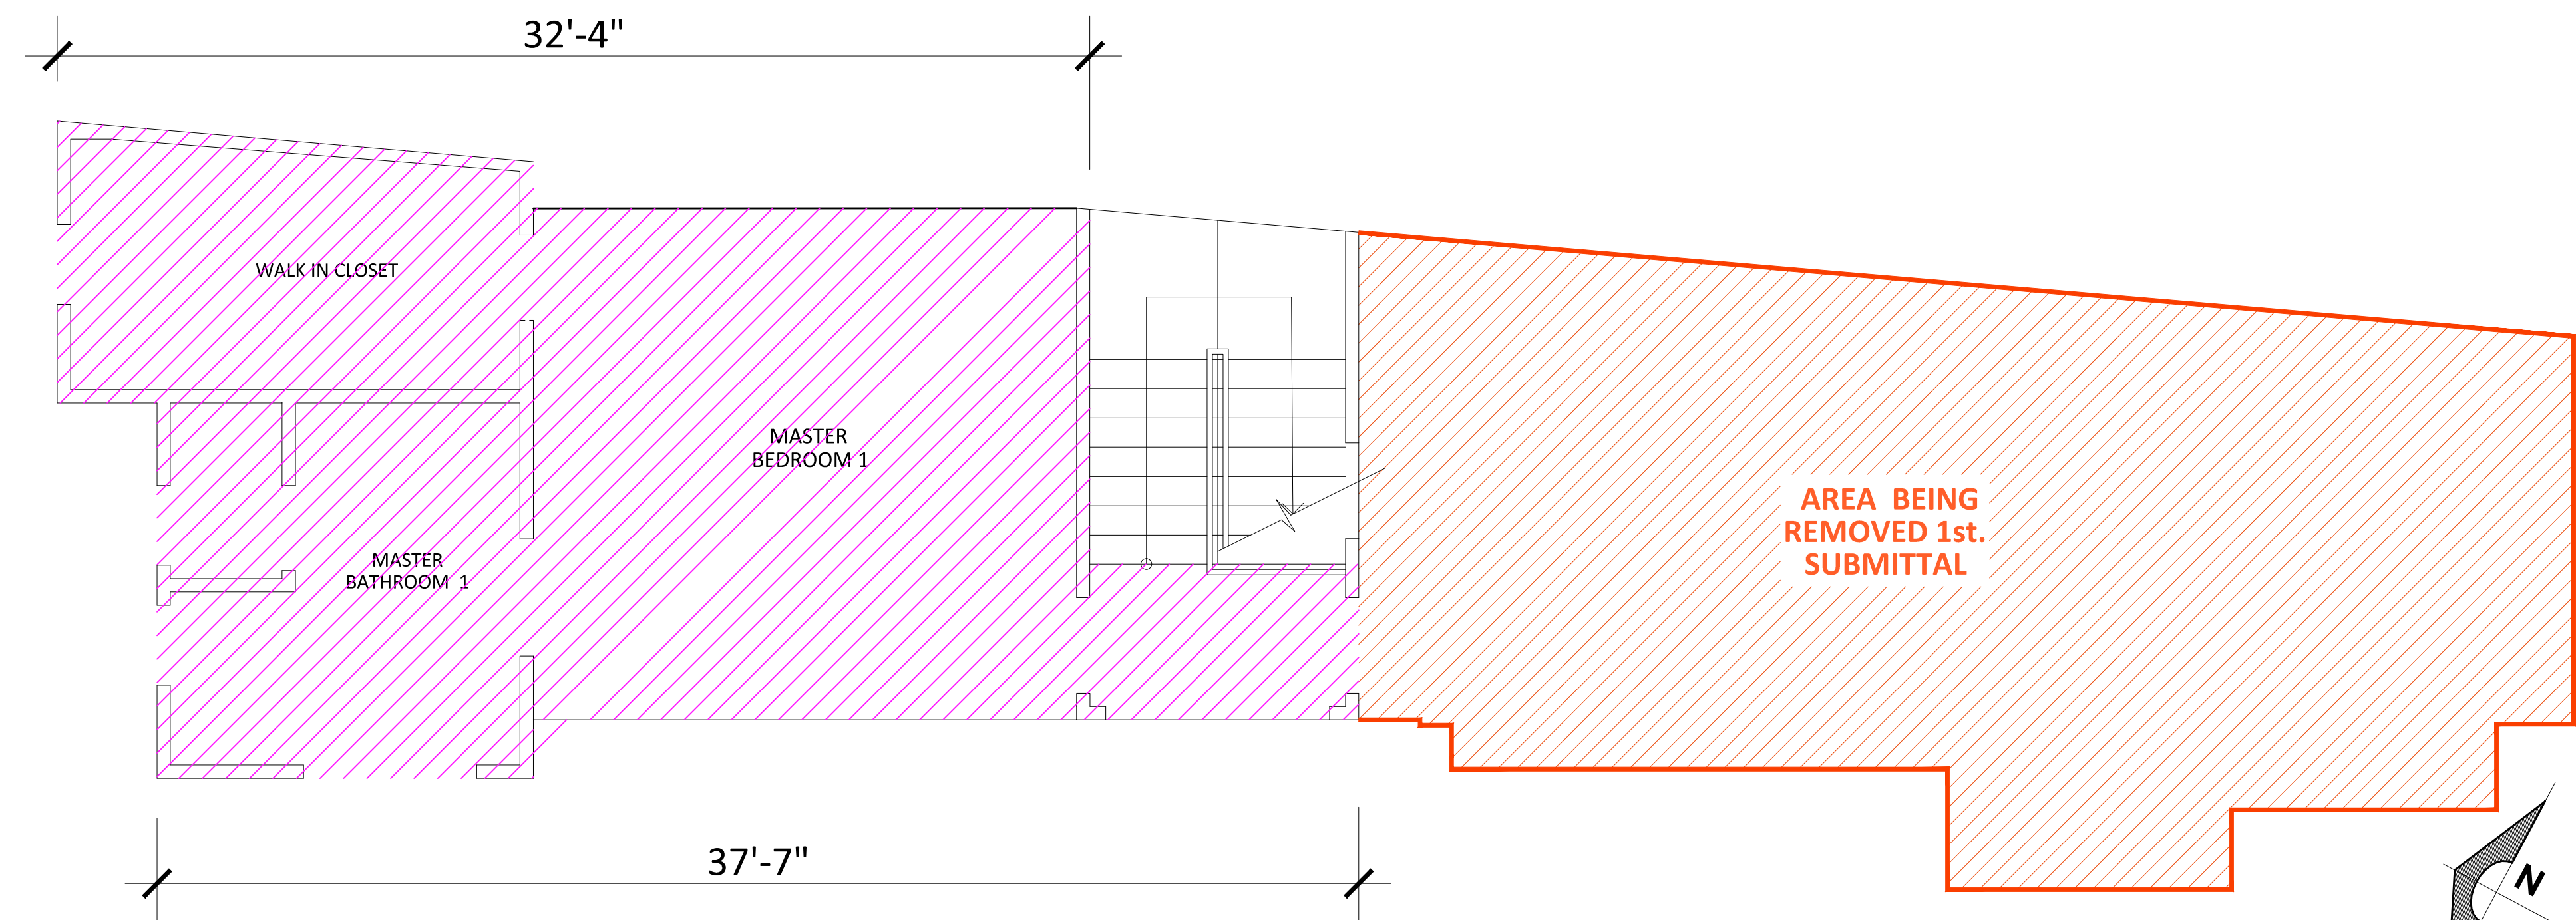 32'-4"
WALK IN CLOSET
MASTER
BEDROOM 1
AREA BEING
REMOVED 1st.
SUBMITTAL
MASTER
BATHROOM 1
37'-7"
N